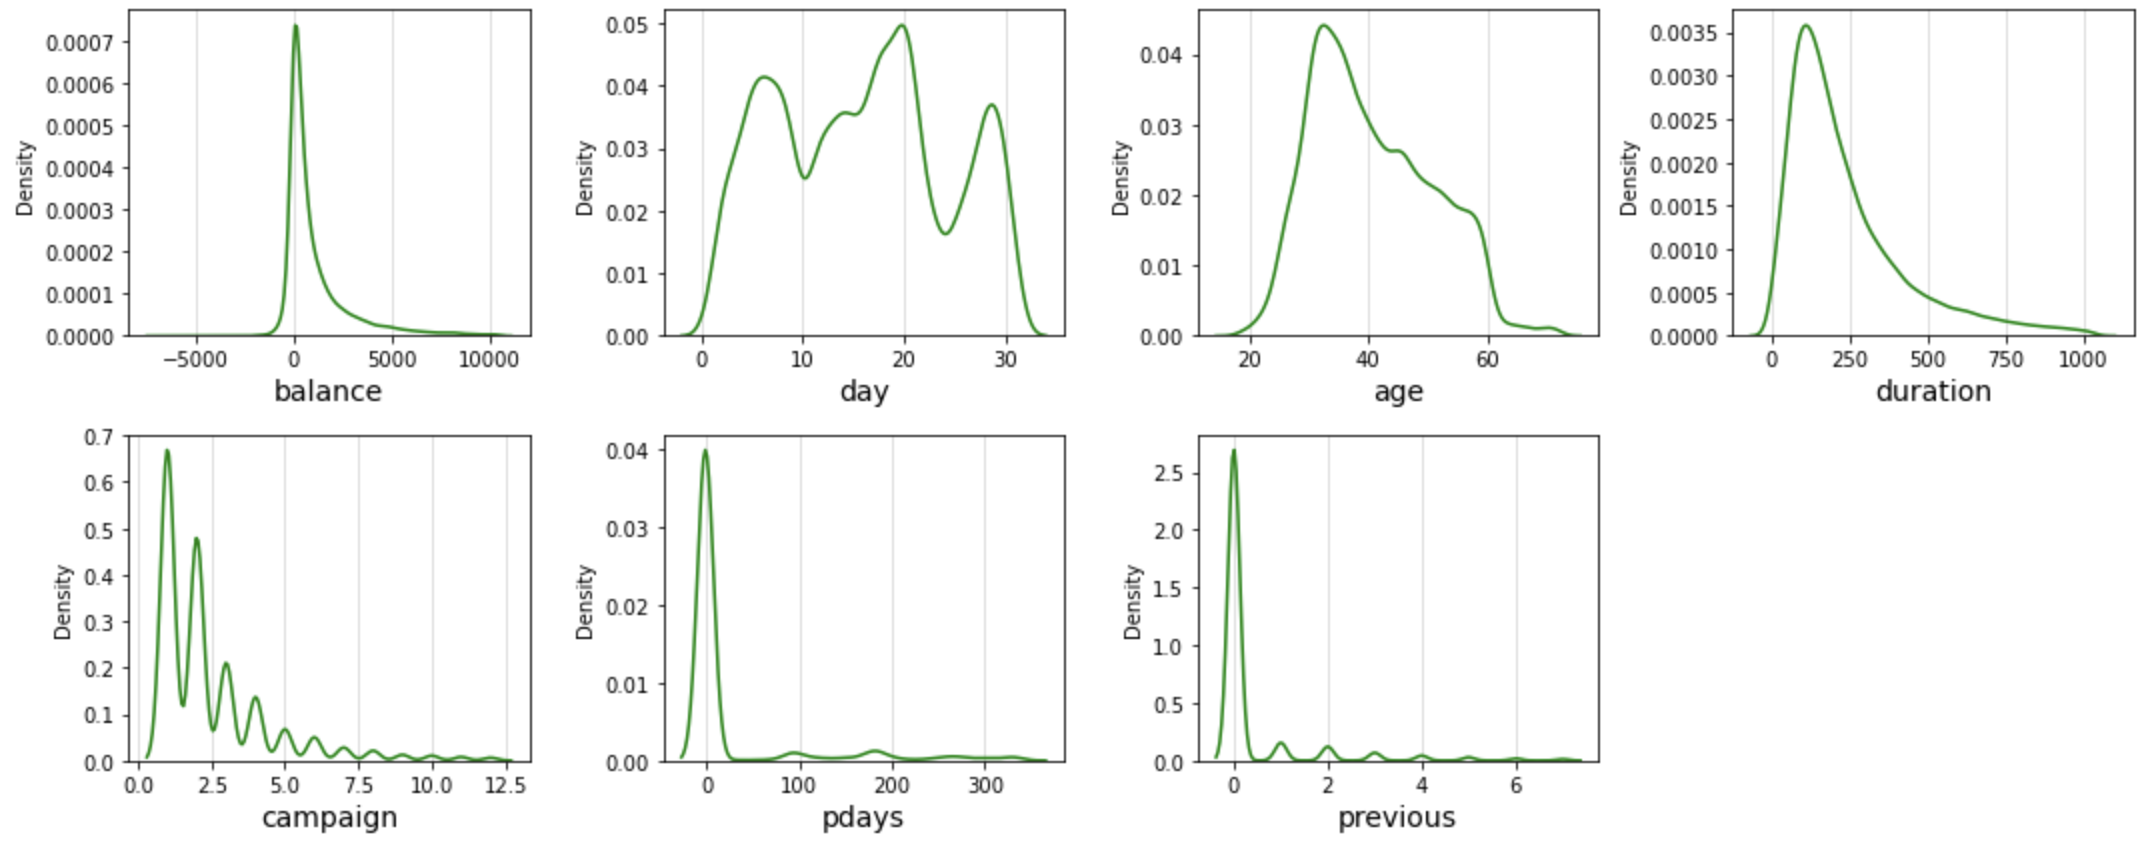 0.0007
0.0006
0.0005
0.0004
0.0003
0.0002
0.0001
0.0000
Density
−5000 0 5000 10000
balance
0.05
0.04
0.03
0.02
0.01
0.00
Density
0 10 20 30
day
0.04
0.03
0.02
0.01
0.00
Density
20 40 60
age
0.0035
0.0030
0.0025
0.0020
0.0015
0.0010
0.0005
0.0000
Density
0 250 500 750 1000
duration
0.7
0.6
0.5
0.4
0.3
0.2
0.1
0.0
Density
0.0 2.5 5.0 7.5 10.0 12.5
campaign
0.04
0.03
0.02
0.01
0.00
Density
0 100 200 300
pdays
2.5
2.0
1.5
1.0
0.5
0.0
Density
0 2 4 6
previous